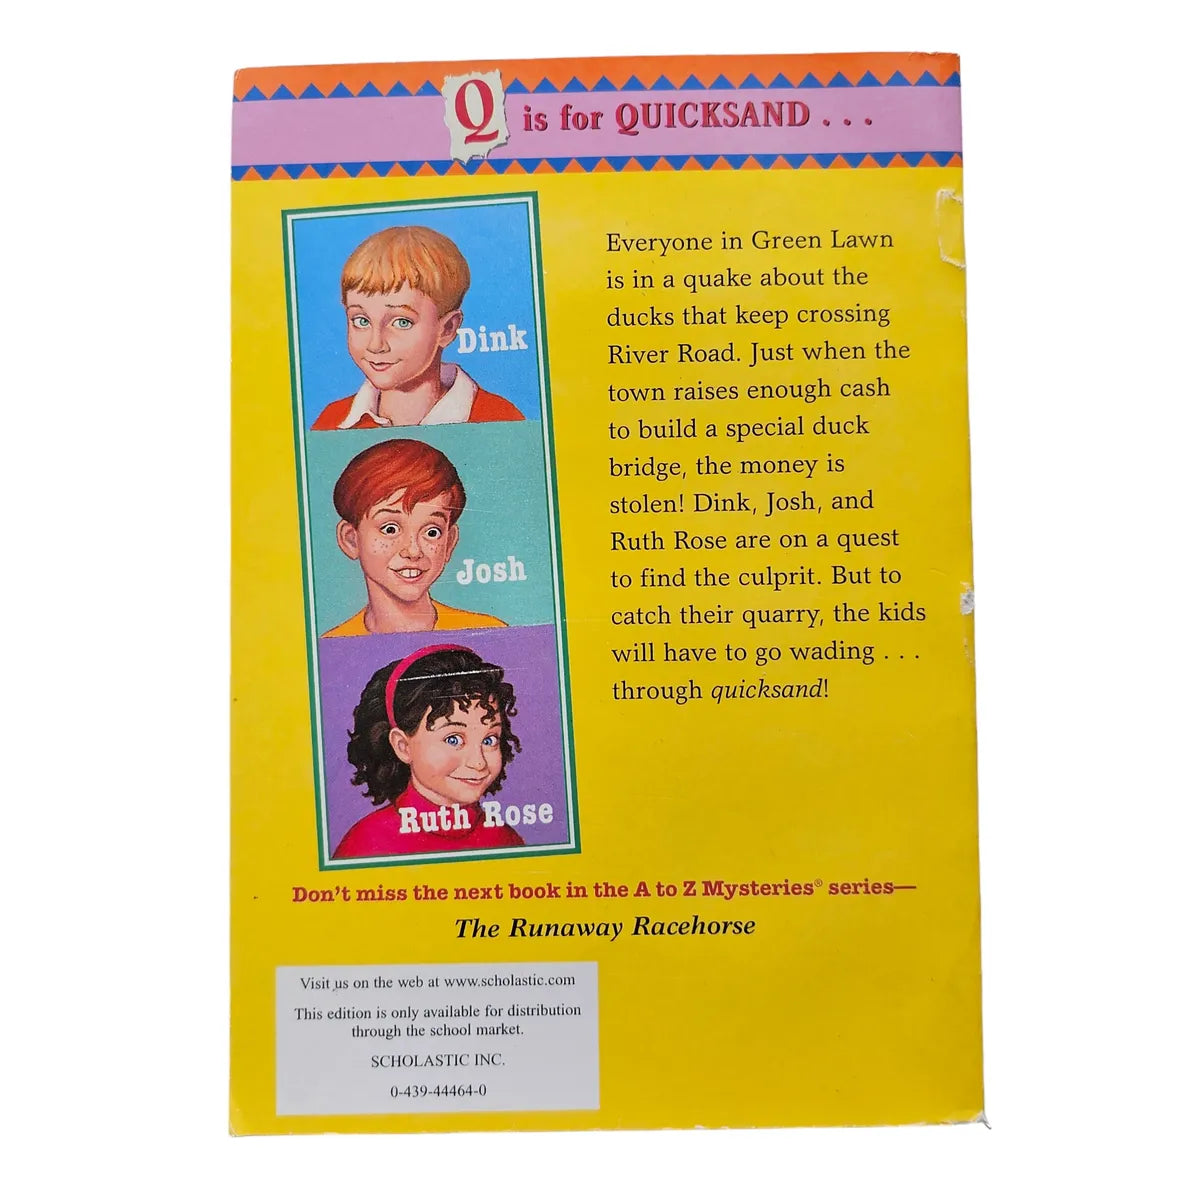 Q is for QUICKSAND . . .
Everyone in Green Lawn
is in a quake about the
ducks that keep crossing
River Road. Just when the
town raises enough cash
to build a special duck
bridge, the money is
stolen! Dink, Josh, and
Ruth Rose are on a quest
to find the culprit. But to
catch their quarry, the kids
will have to go wading . . .
through quicksand!
Dink
Josh
Ruth Rose
Don't miss the next book in the A to Z Mysteries® series—
The Runaway Racehorse
Visit us on the web at www.scholastic.com
This edition is only available for distribution
through the school market.
SCHOLASTIC INC.
0-439-44464-0